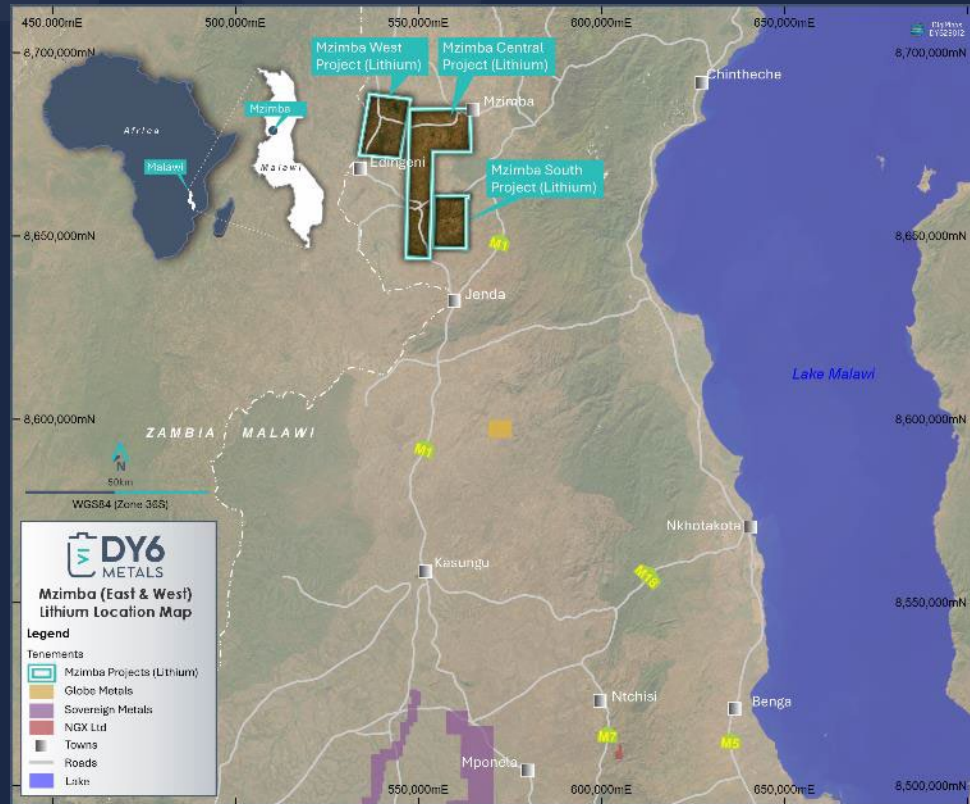 450,000mE
500,000mE
550,000mE
600,000mE
650,000mE
8,700,000mN
8,700,000mN
Mzimba West
Project (Lithium)
Mzimba Central
Project (Lithium)
Chintheche
Mzimba
Africa
Mzimba
Malawi
Malawi
Edingeni
Mzimba South
Project (Lithium)
8,650,000mN
8,650,000mN
M1
Jenda
Lake Malawi
8,600,000mN
8,600,000mN
ZAMBIA
MALAWI
M1
N
50km
WGS84 (Zone 36S)
Nkhotakota
DY6
METALS
Mzimba (East & West)
Lithium Location Map
Kasungu
M18
8,550,000mN
Legend
Tenements
Mzimba Projects (Lithium)
Globe Metals
Sovereign Metals
NGX Ltd
Towns
Roads
Lake
Ntchisi
Benga
M7
M5
Mponela
8,500,000mN
550,000mE
600,000mE
650,000mE